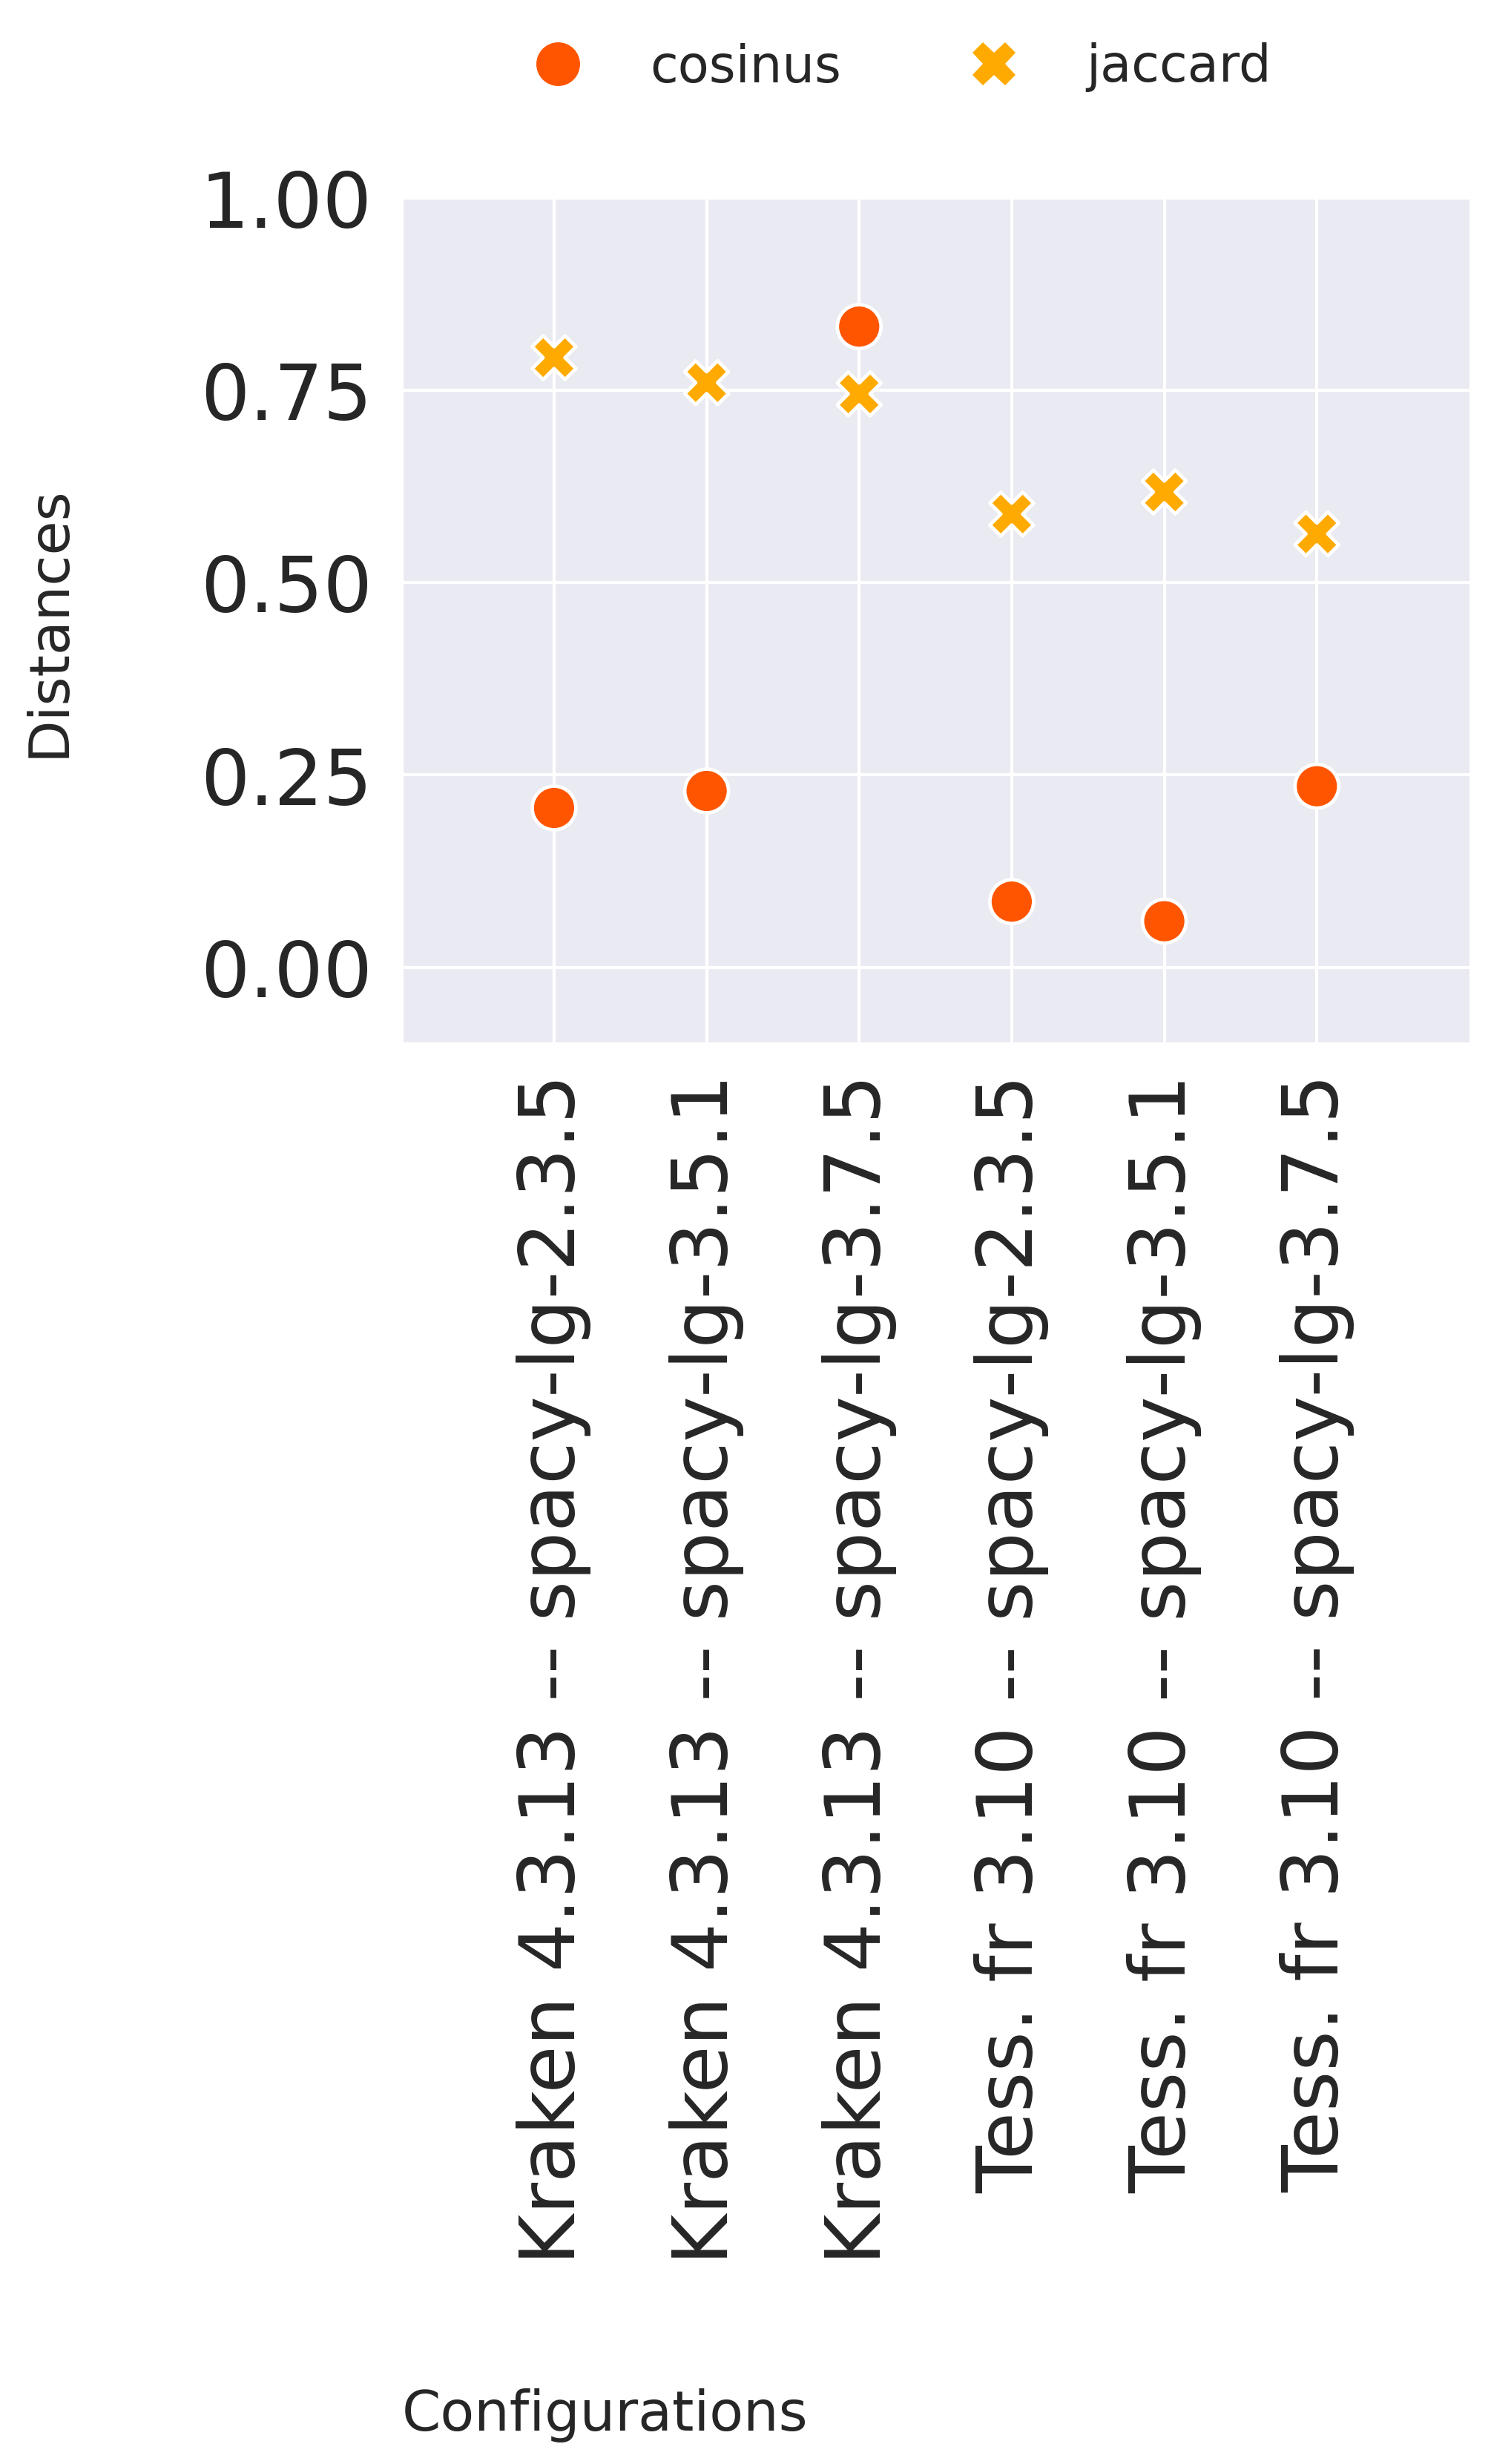 cosinus jaccard
1.00
0.75
0.50
0.25
0.00
Distances
Kraken 4.3.13 -- spacy-lg-2.3.5
Kraken 4.3.13 -- spacy-lg-3.5.1
Kraken 4.3.13 -- spacy-lg-3.7.5
Tess. fr 3.10 -- spacy-lg-2.3.5
Tess. fr 3.10 -- spacy-lg-3.5.1
Tess. fr 3.10 -- spacy-lg-3.7.5
Configurations